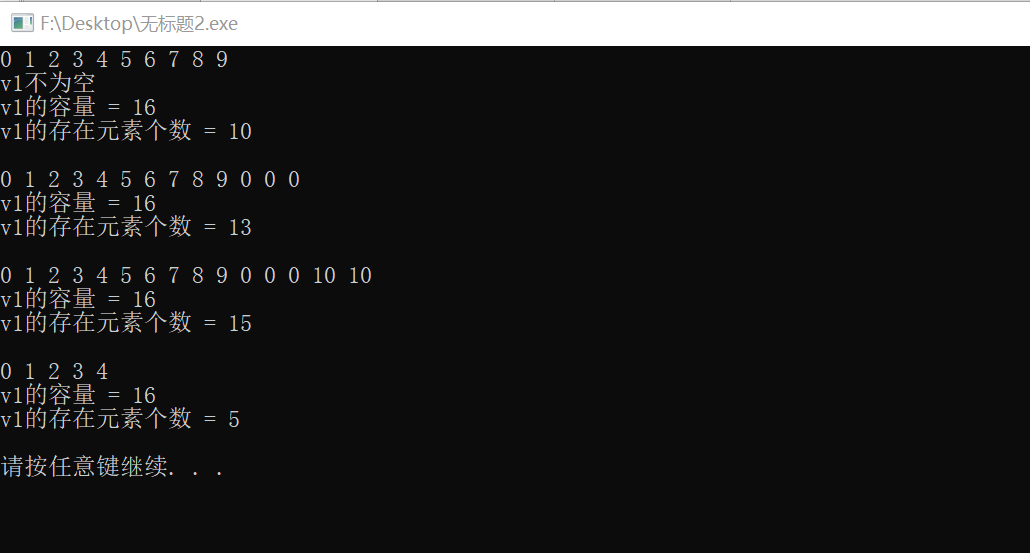 F:\Desktop\无标题2.exe
0 1 2 3 4 5 6 7 8 9
v1不为空
v1的容量 = 16
v1的存在元素个数 = 10
0 1 2 3 4 5 6 7 8 9 0 0 0
v1的容量 = 16
v1的存在元素个数 = 13
0 1 2 3 4 5 6 7 8 9 0 0 0 10 10
v1的容量 = 16
v1的存在元素个数 = 15
0 1 2 3 4
v1的容量 = 16
v1的存在元素个数 = 5
请按任意键继续. . .